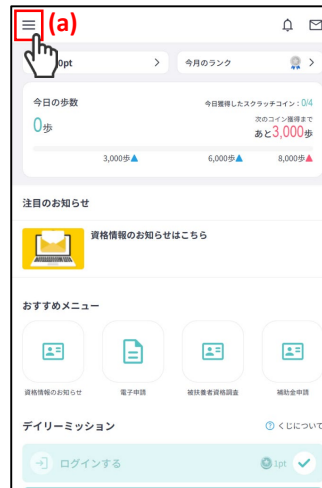 (a)
0pt
今月のランク
今日の歩数
今日獲得したスクラッチコイン：0/4
0歩
次のコイン獲得まで
あと3,000歩
3,000歩▲ 6,000歩▲ 8,000歩▲
注目のお知らせ
資格情報のお知らせはこちら
おすすめメニュー
資格情報のお知らせ 電子申請 被扶養者資格調査 補助金申請
デイリーミッション
くじについて
ログインする
1pt